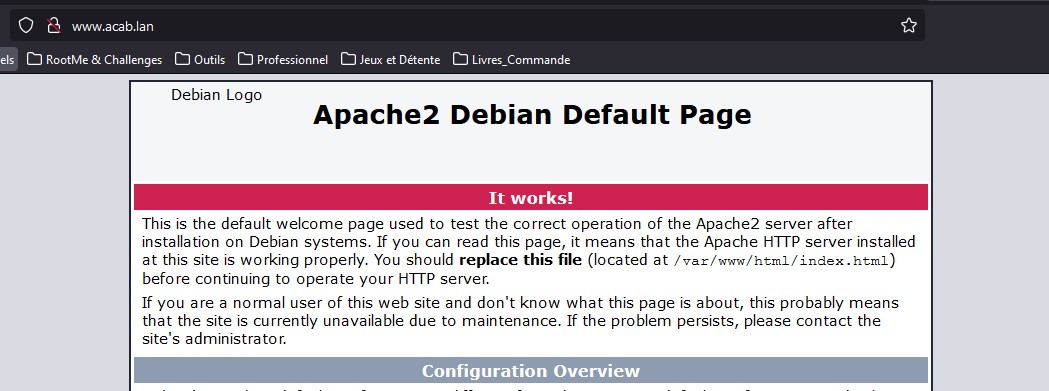 www.acab.lan
els RootMe & Challenges Outils Professionnel Jeux et Détente Livres_Commande
Debian Logo
Apache2 Debian Default Page
It works!
This is the default welcome page used to test the correct operation of the Apache2 server after
installation on Debian systems. If you can read this page, it means that the Apache HTTP server installed
at this site is working properly. You should replace this file (located at /var/www/html/index.html)
before continuing to operate your HTTP server.
If you are a normal user of this web site and don't know what this page is about, this probably means
that the site is currently unavailable due to maintenance. If the problem persists, please contact the
site's administrator.
Configuration Overview